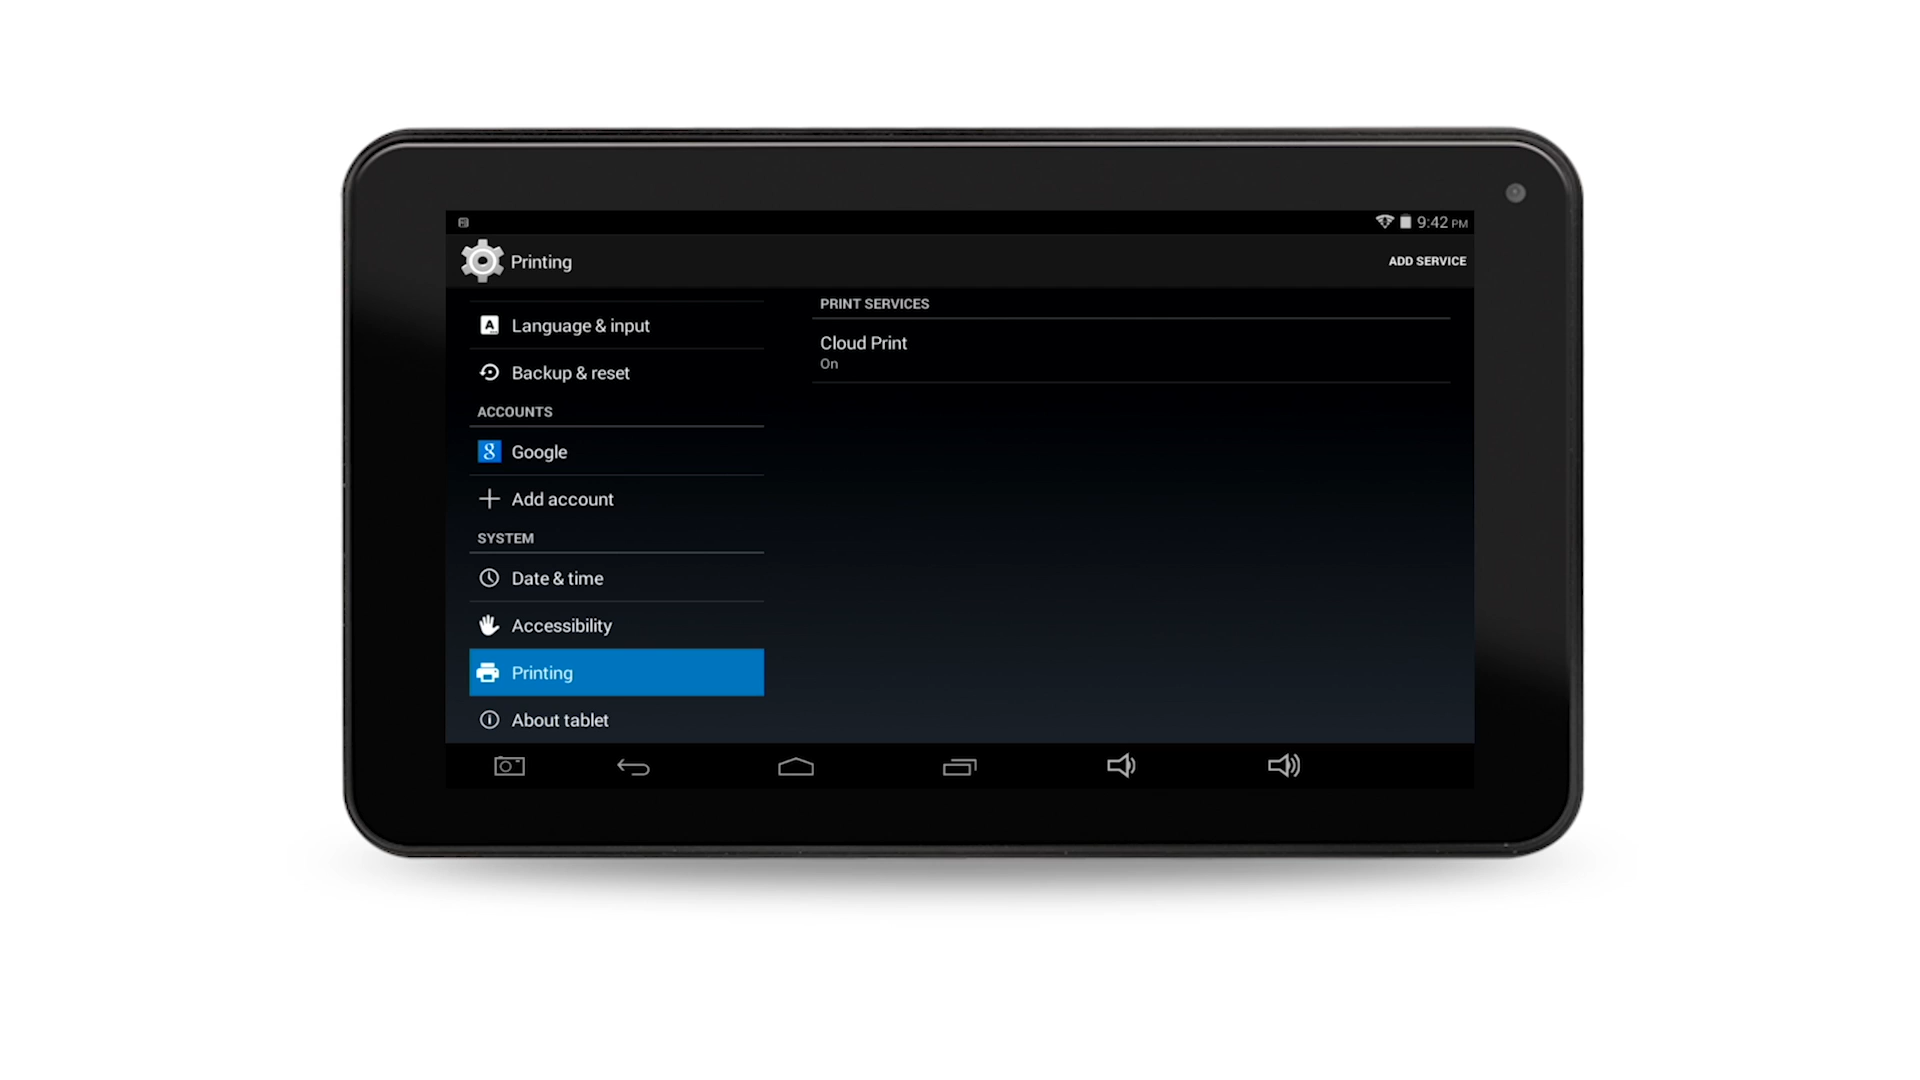 9:42 PM
Printing
ADD SERVICE
Language & input
Backup & reset
ACCOUNTS
Google
Add account
SYSTEM
Date & time
Accessibility
Printing
About tablet
PRINT SERVICES
Cloud Print
On